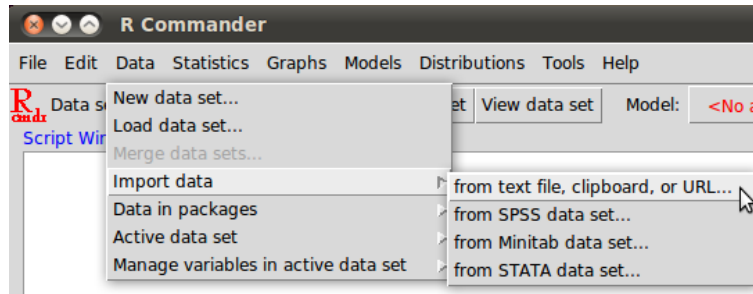 R Commander
File Edit Data Statistics Graphs Models Distributions Tools Help
R cmdr Data s et View data set Model: <No a
Script Wir
New data set...
Load data set...
Merge data sets...
Import data
Data in packages
Active data set
Manage variables in active data set
from text file, clipboard, or URL...
from SPSS data set...
from Minitab data set...
from STATA data set...